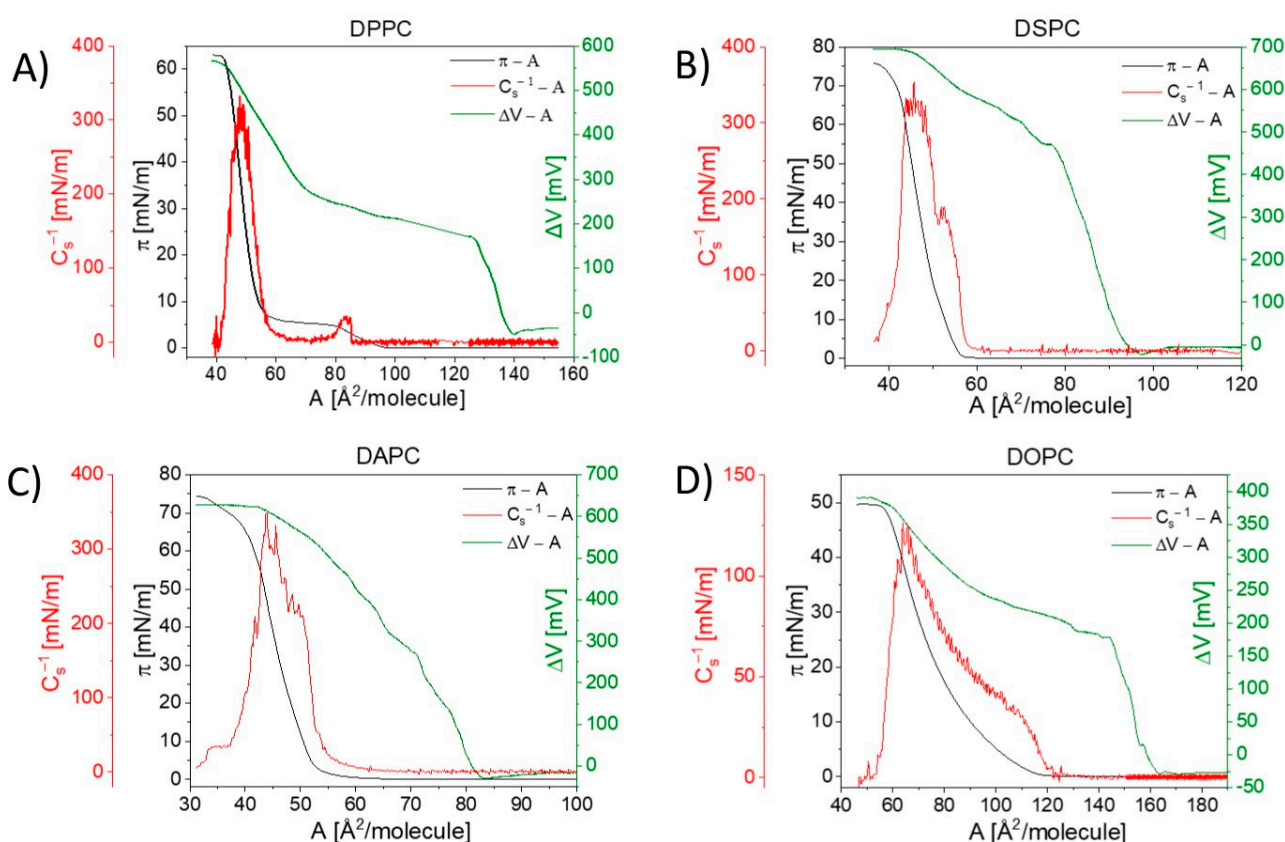 A)
DPPC
π – A
Cₛ⁻¹ – A
ΔV – A
Cₛ⁻¹ [mN/m]
400
300
200
100
0
π [mN/m]
60
50
40
30
20
10
0
ΔV [mV]
600
500
400
300
200
100
0
-100
40 60 80 100 120 140 160
A [Å²/molecule]
B)
DSPC
π – A
Cₛ⁻¹ – A
ΔV – A
Cₛ⁻¹ [mN/m]
400
300
200
100
0
π [mN/m]
80
70
60
50
40
30
20
10
0
ΔV [mV]
700
600
500
400
300
200
100
0
40 60 80 100 120
A [Å²/molecule]
C)
DAPC
π – A
Cₛ⁻¹ – A
ΔV – A
Cₛ⁻¹ [mN/m]
400
300
200
100
0
π [mN/m]
80
70
60
50
40
30
20
10
0
ΔV [mV]
700
600
500
400
300
200
100
0
30 40 50 60 70 80 90 100
A [Å²/molecule]
D)
DOPC
π – A
Cₛ⁻¹ – A
ΔV – A
Cₛ⁻¹ [mN/m]
150
100
50
0
π [mN/m]
50
40
30
20
10
0
ΔV [mV]
400
350
300
250
200
150
100
50
0
-50
40 60 80 100 120 140 160 180
A [Å²/molecule]